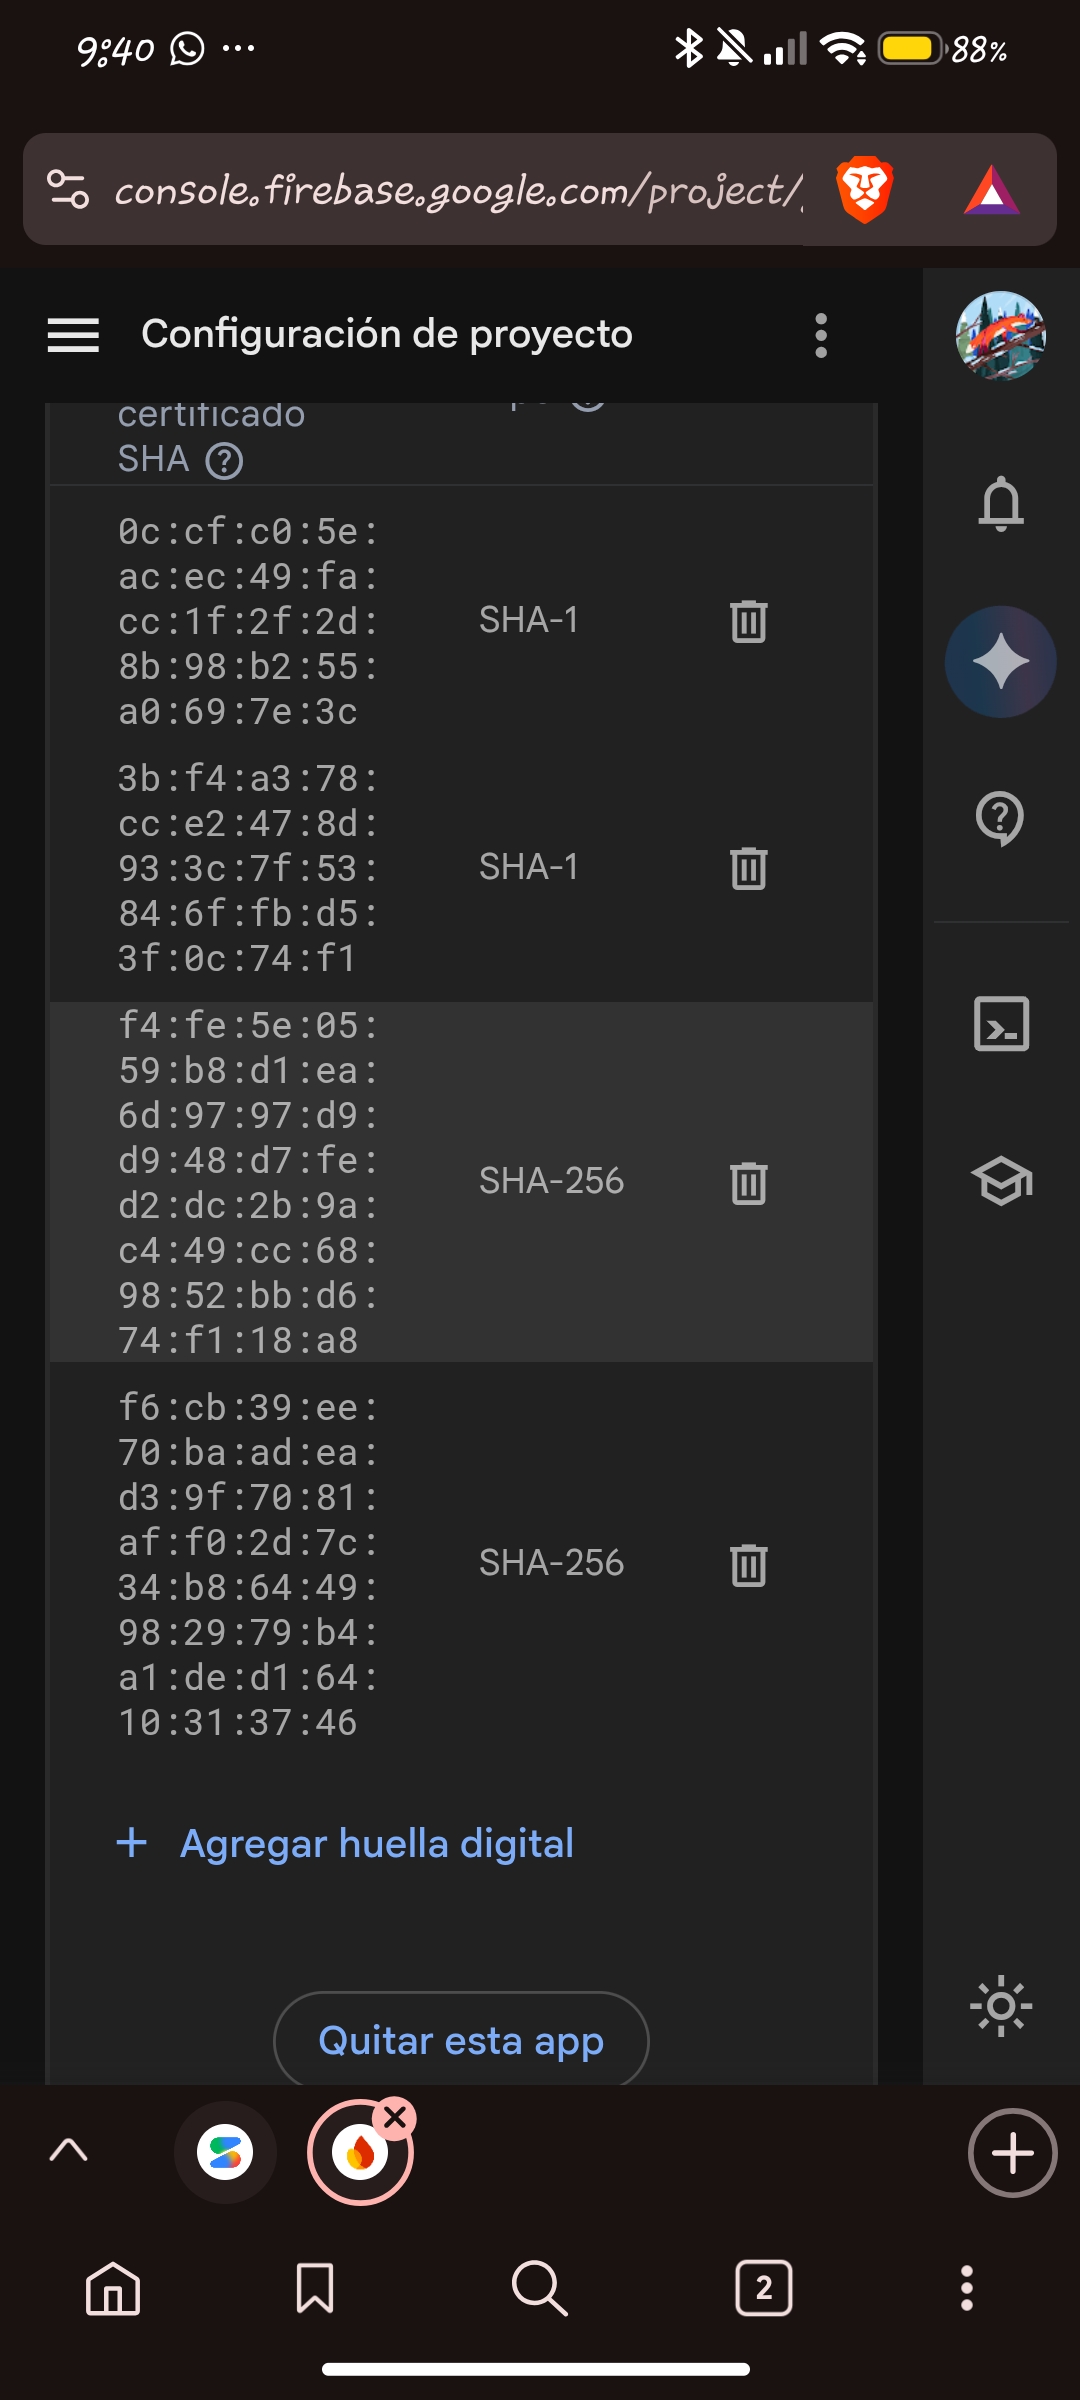 9:40
88%
console.firebase.google.com/project/
Configuración de proyecto
certificado
SHA
0c:cf:c0:5e:
ac:ec:49:fa:
cc:1f:2f:2d:
8b:98:b2:55:
a0:69:7e:3c
SHA-1
3b:f4:a3:78:
cc:e2:47:8d:
93:3c:7f:53:
84:6f:fb:d5:
3f:0c:74:f1
SHA-1
f4:fe:5e:05:
59:b8:d1:ea:
6d:97:97:d9:
d9:48:d7:fe:
d2:dc:2b:9a:
c4:49:cc:68:
98:52:bb:d6:
74:f1:18:a8
SHA-256
f6:cb:39:ee:
70:ba:ad:ea:
d3:9f:70:81:
af:f0:2d:7c:
34:b8:64:49:
98:29:79:b4:
a1:de:d1:64:
10:31:37:46
SHA-256
+ Agregar huella digital
Quitar esta app
2